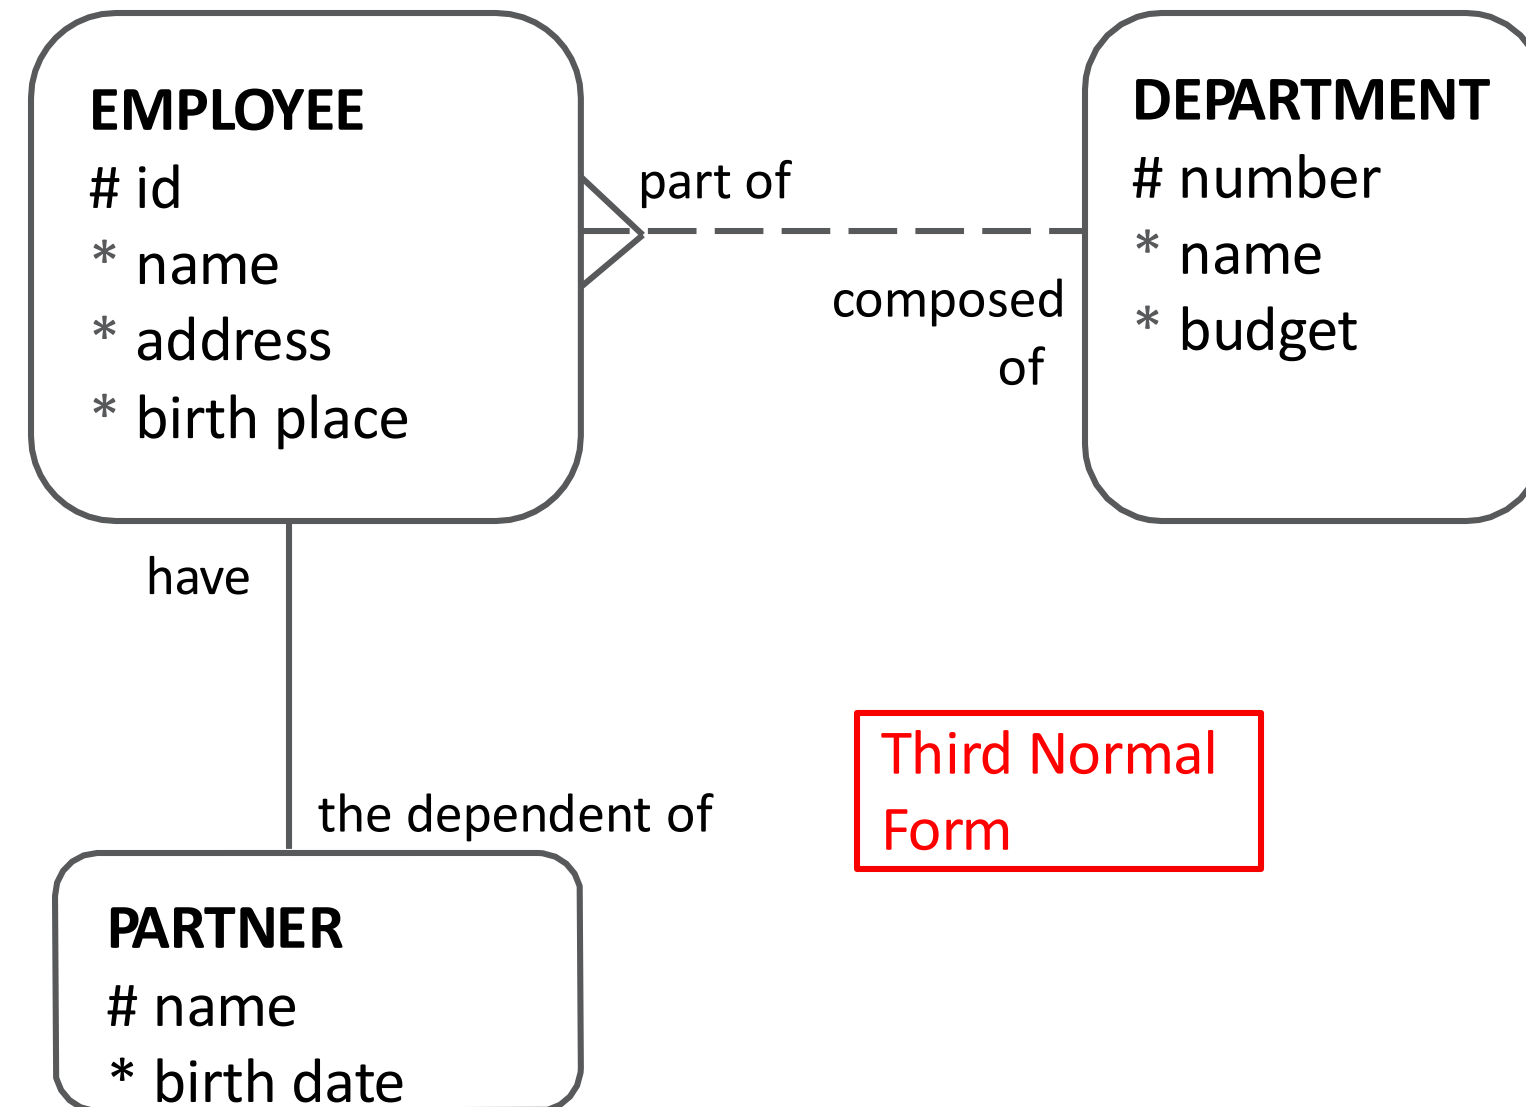 EMPLOYEE
# id
* name
* address
* birth place
part of
composed
of
DEPARTMENT
# number
* name
* budget
have
the dependent of
Third Normal
Form
PARTNER
# name
* birth date